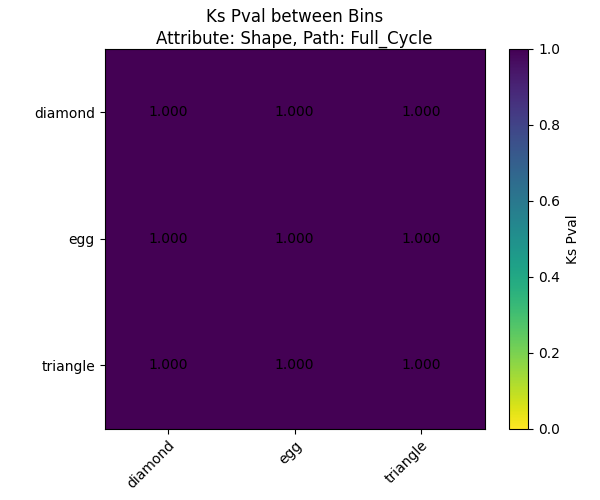 Ks Pval between Bins
Attribute: Shape, Path: Full_Cycle
diamond
1.000 1.000 1.000
egg
1.000 1.000 1.000
triangle
1.000 1.000 1.000
diamond egg triangle
1.0
0.8
0.6
0.4
0.2
0.0
Ks Pval